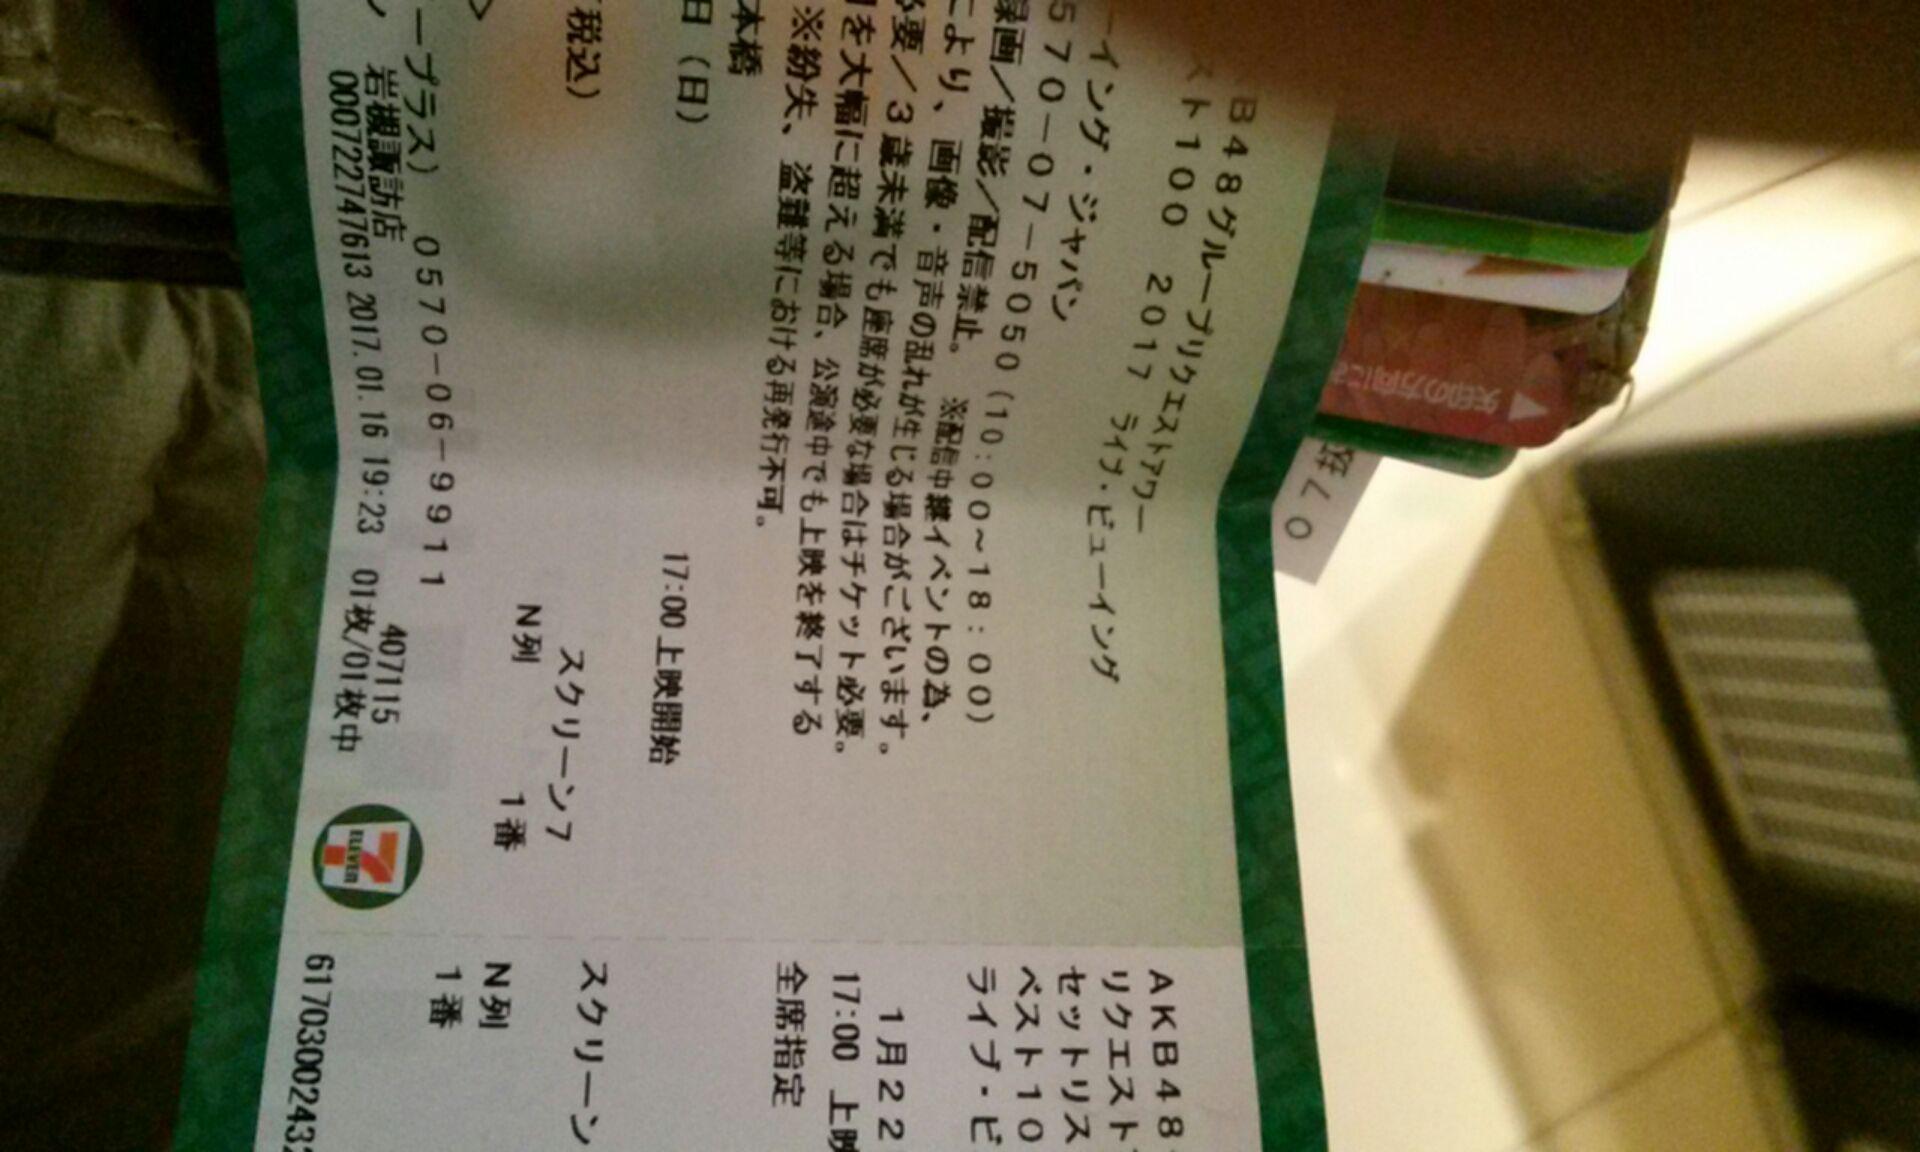 B48グループリクエストアワー
スト100 2017 ライブ・ビューイング
イング・ジャパン
570-07-5050(10:00~18:00)
録画/撮影/配信禁止。 ※配信中継イベントの為、
により、画像・音声の乱れが生じる場合がございます。
必要/3歳未満でも座席が必要な場合はチケット必要。
を大幅に超える場合、公演途中でも上映を終了する
※紛失、盗難等における再発行不可。
本橋
日(日) 17:00上映開始
税込)
スクリーン7
N列 1番
ープラス) 0570-06-9911
岩槻諏訪店 407115
000722747613 2017.01.16 19:23 01枚/01枚中
7 ELEVEN
AKB48
リクエスト
セットリス
ベスト10
ライブ・ビ
1月22
17:00 上映
全席指定
スクリーン
N列
1番
6170300243
矢印の方向に
70